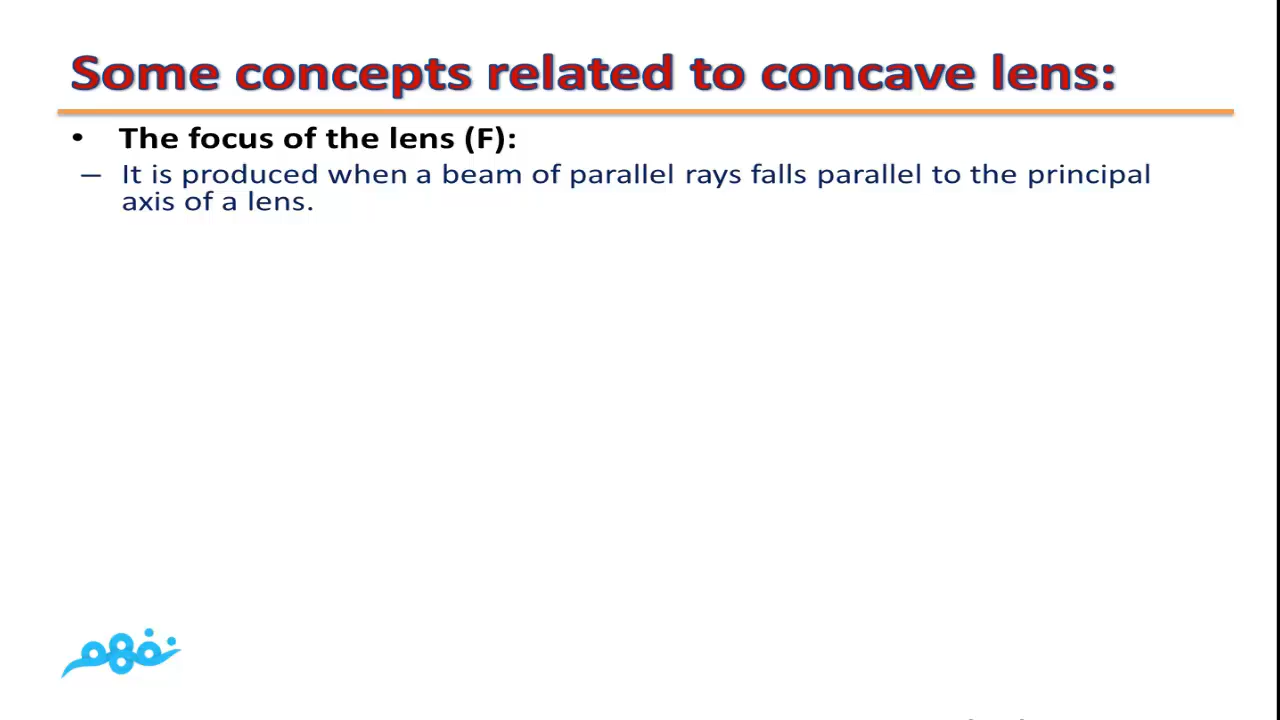 Some concepts related to concave lens:
• The focus of the lens (F):
– It is produced when a beam of parallel rays falls parallel to the principal
axis of a lens.
نفهم